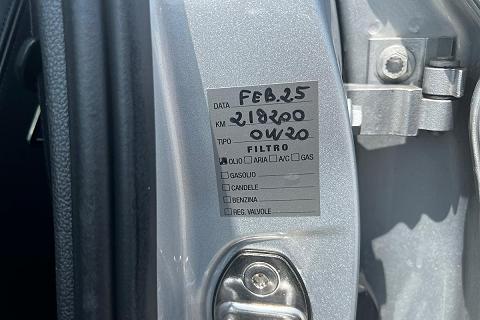 DATA FEB.25
KM 218200
TIPO 0W20
FILTRO
OLIO ARIA A/C GAS
GASOLIO
CANDELE
BENZINA
REG. VALVOLE